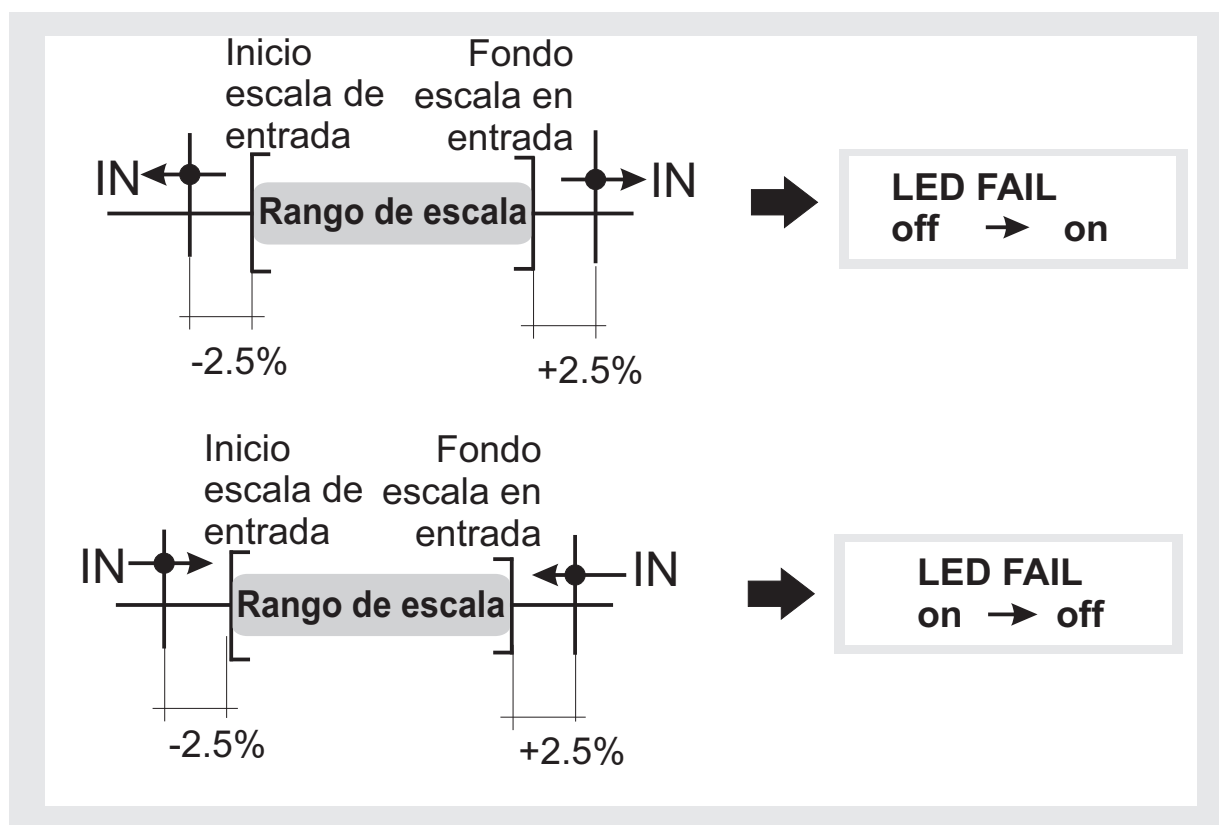 Inicio
escala de
entrada
Fondo
escala en
entrada
IN
Rango de escala
IN
-2.5%
+2.5%
LED FAIL
off → on
Inicio
escala de
entrada
Fondo
escala en
entrada
IN
Rango de escala
IN
-2.5%
+2.5%
LED FAIL
on → off